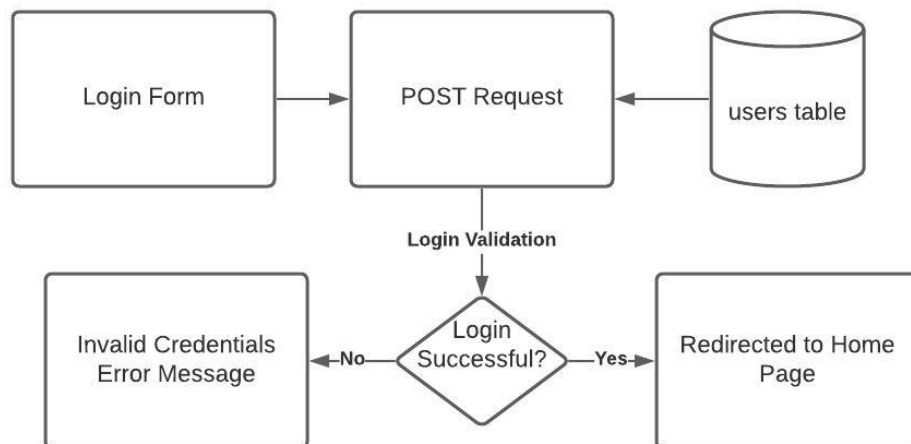 Login Form
POST Request
users table
Login Validation
Login
Successful?
No
Yes
Invalid Credentials
Error Message
Redirected to Home
Page